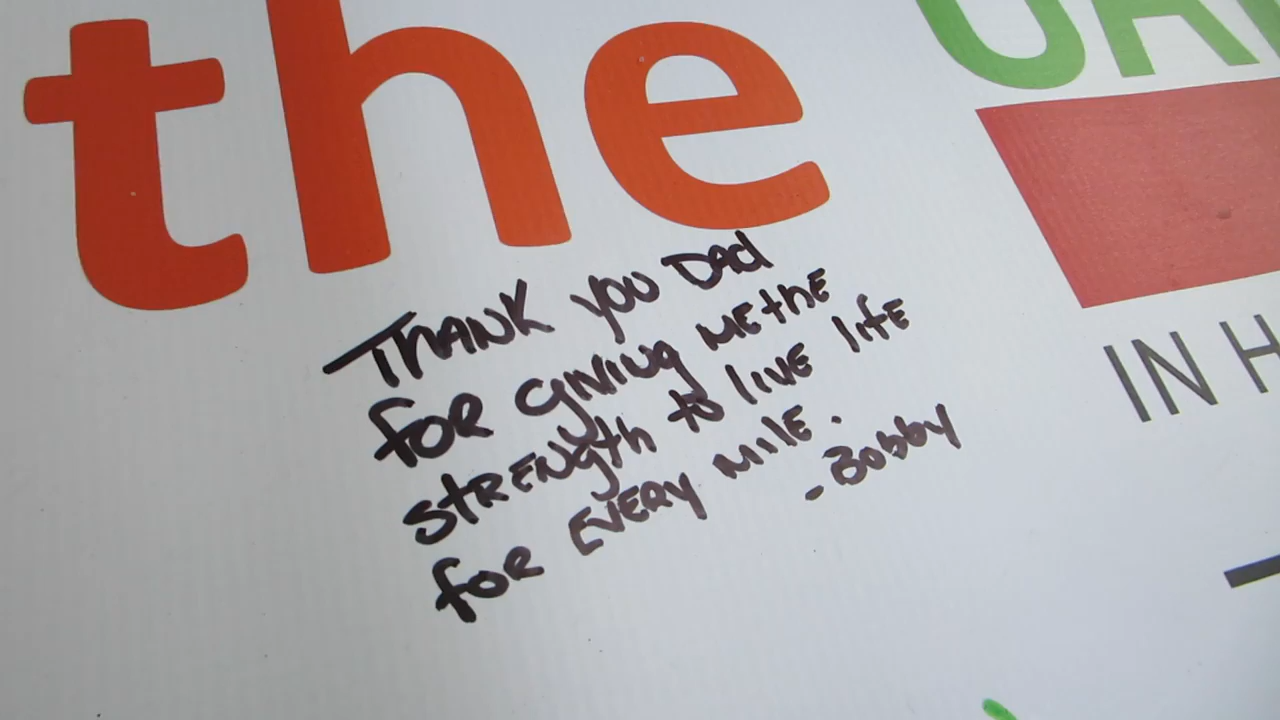 the
THANK YOU Dad
for GIVING ME the
STRENGTH to LIVE lifE
for EVERY MILE.
-Bobby
IN H